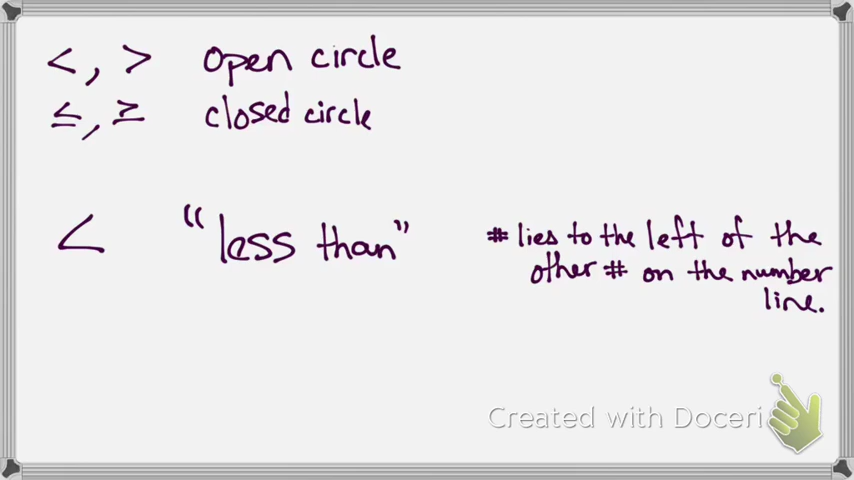 <, > open circle
≤, ≥ closed circle
< "less than"
# lies to the left of the
other # on the number
line.
Created with Doceri